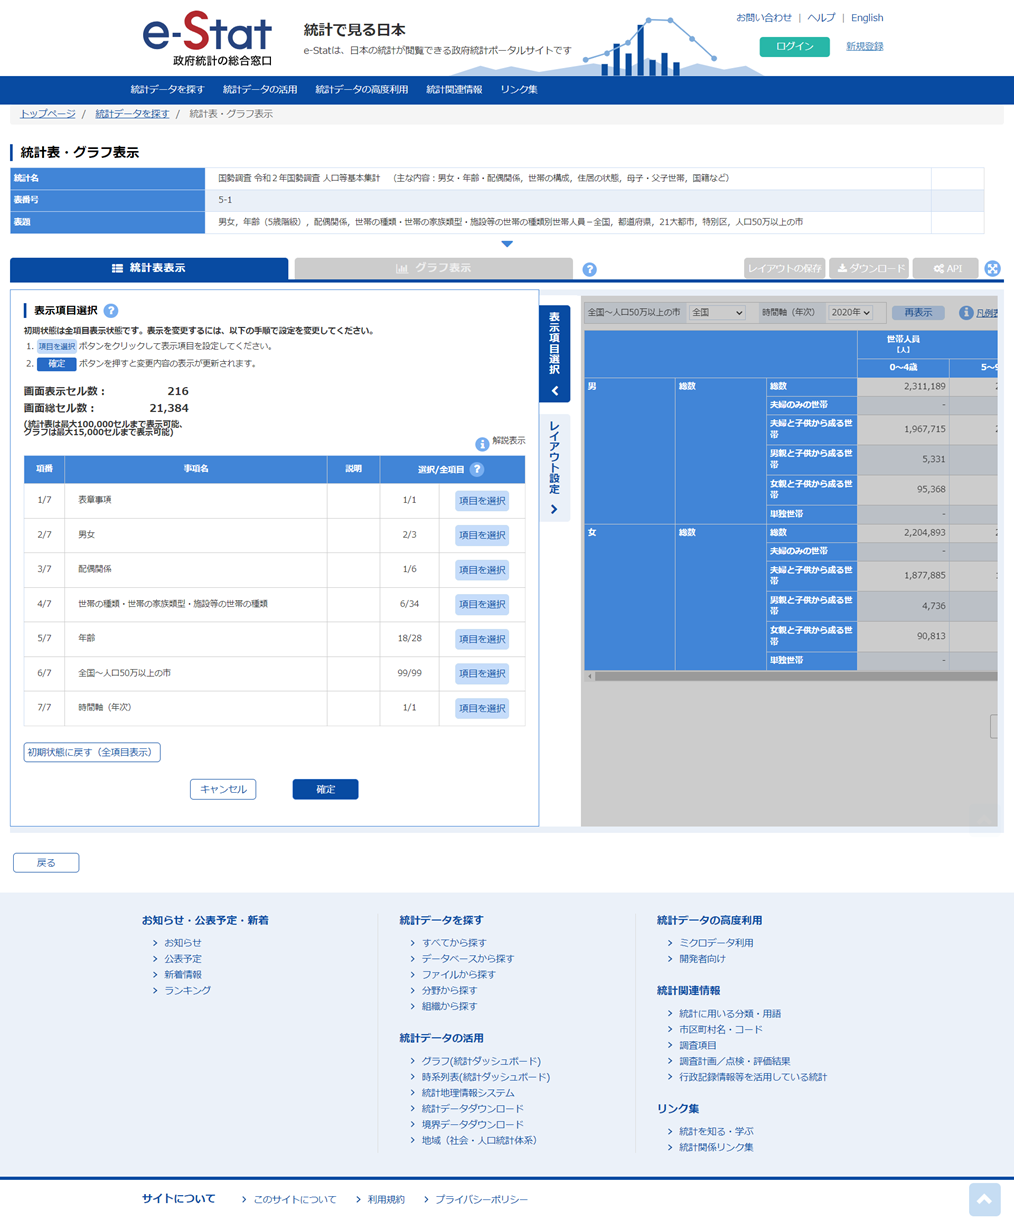 e-Stat
政府統計の総合窓口
統計で見る日本
e-Statは、日本の統計が閲覧できる政府統計ポータルサイトです
お問い合わせ | ヘルプ | English
ログイン 新規登録
統計データを探す 統計データの活用 統計データの高度利用 統計関連情報 リンク集
トップページ / 統計データを探す / 統計表・グラフ表示
統計表・グラフ表示
統計名 国勢調査 令和2年国勢調査 人口等基本集計 (主な内容:男女・年齢・配偶関係,世帯の構成,住居の状態,母子・父子世帯,国籍など)
表番号 5-1
表題 男女,年齢(5歳階級),配偶関係,世帯の種類・世帯の家族類型・施設等の世帯の種類別世帯人員-全国,都道府県,21大都市,特別区,人口50万以上の市
統計表表示 グラフ表示 ? レイアウトの保存 ダウンロード API
表示項目選択 ?
初期状態は全項目表示状態です。表示を変更するには、以下の手順で設定を変更してください。
1. 項目を選択 ボタンをクリックして表示項目を設定してください。
2. 確定 ボタンを押すと変更内容の表示が更新されます。
画面表示セル数: 216
画面総セル数: 21,384
(統計表は最大100,000セルまで表示可能、
グラフは最大15,000セルまで表示可能)
解説表示
項番 事項名 説明 選択/全項目 ?
1/7 表章事項 1/1 項目を選択
2/7 男女 2/3 項目を選択
3/7 配偶関係 1/6 項目を選択
4/7 世帯の種類・世帯の家族類型・施設等の世帯の種類 6/34 項目を選択
5/7 年齢 18/28 項目を選択
6/7 全国~人口50万以上の市 99/99 項目を選択
7/7 時間軸(年次) 1/1 項目を選択
初期状態に戻す(全項目表示)
キャンセル 確定
表示項目選択
レイアウト設定
全国~人口50万以上の市 全国 時間軸(年次) 2020年 再表示 凡例
世帯人員
【人】
0~4歳 5~
男 総数 総数 2,311,189
夫婦のみの世帯 -
夫婦と子供から成る世帯 1,967,715
男親と子供から成る世帯 5,331
女親と子供から成る世帯 95,368
単独世帯 -
女 総数 総数 2,204,893
夫婦のみの世帯 -
夫婦と子供から成る世帯 1,877,885
男親と子供から成る世帯 4,736
女親と子供から成る世帯 90,813
単独世帯 -
戻る
お知らせ・公表予定・新着
お知らせ
公表予定
新着情報
ランキング
統計データを探す
すべてから探す
データベースから探す
ファイルから探す
分野から探す
組織から探す
統計データの活用
グラフ(統計ダッシュボード)
時系列表(統計ダッシュボード)
統計地理情報システム
統計データダウンロード
境界データダウンロード
地域(社会・人口統計体系)
統計データの高度利用
ミクロデータ利用
開発者向け
統計関連情報
統計に用いる分類・用語
市区町村名・コード
調査項目
調査計画/点検・評価結果
行政記録情報等を活用している統計
リンク集
統計を知る・学ぶ
統計関係リンク集
サイトについて このサイトについて 利用規約 プライバシーポリシー